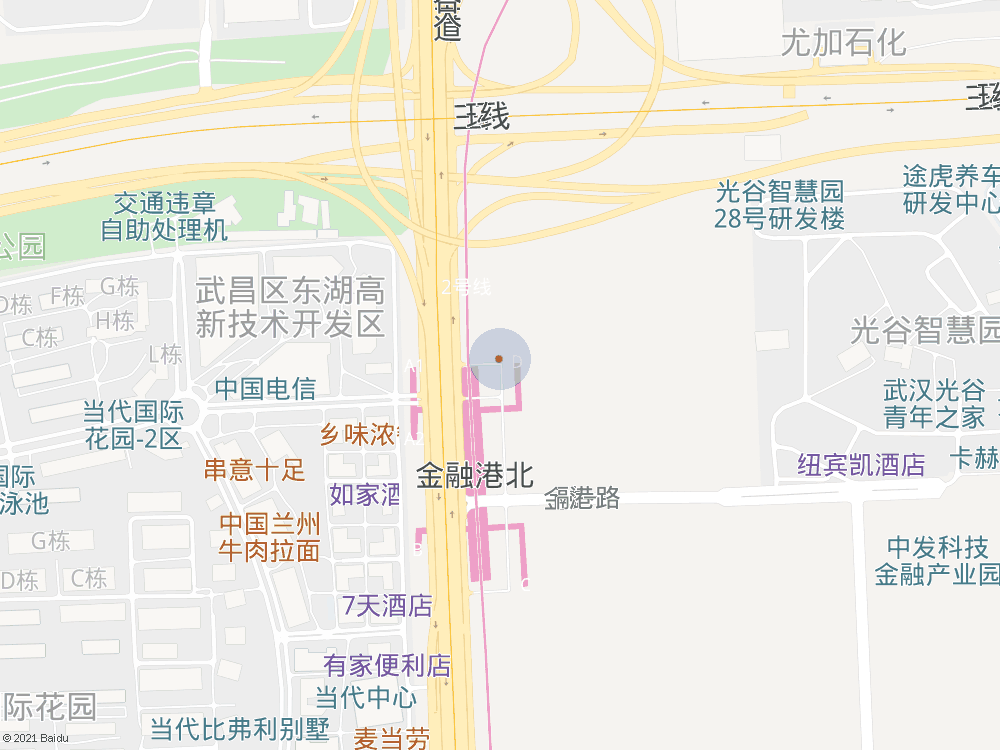 尤加石化
三环线
三环线
交通违章
自助处理机
光谷智慧园
28号研发楼
途虎养车
研发中心
公园
武昌区东湖高
新技术开发区
2号线
G栋
F栋
D栋
H栋
C栋
L栋
光谷智慧园
中国电信
当代国际
花园-2区
武汉光谷
青年之家
乡味浓
串意十足
金融港北
纽宾凯酒店
卡赫
国际
泳池
如家酒
金融港路
中国兰州
牛肉拉面
G栋
中发科技
金融产业园
D栋
C栋
7天酒店
有家便利店
当代中心
际花园
当代比弗利别墅
麦当劳
© 2021 Baidu